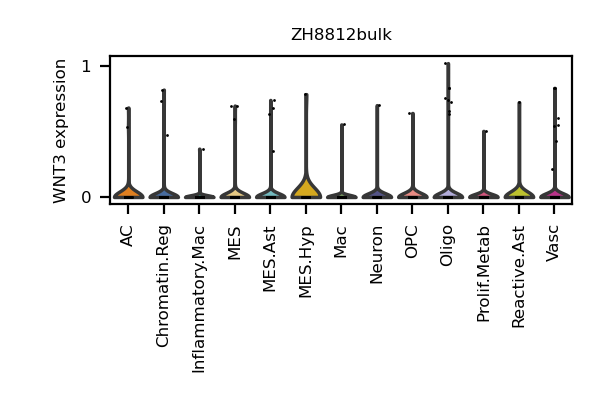 ZH8812bulk
WNT3 expression
1
0
AC
Chromatin.Reg
Inflammatory.Mac
MES
MES.Ast
MES.Hyp
Mac
Neuron
OPC
Oligo
Prolif.Metab
Reactive.Ast
Vasc